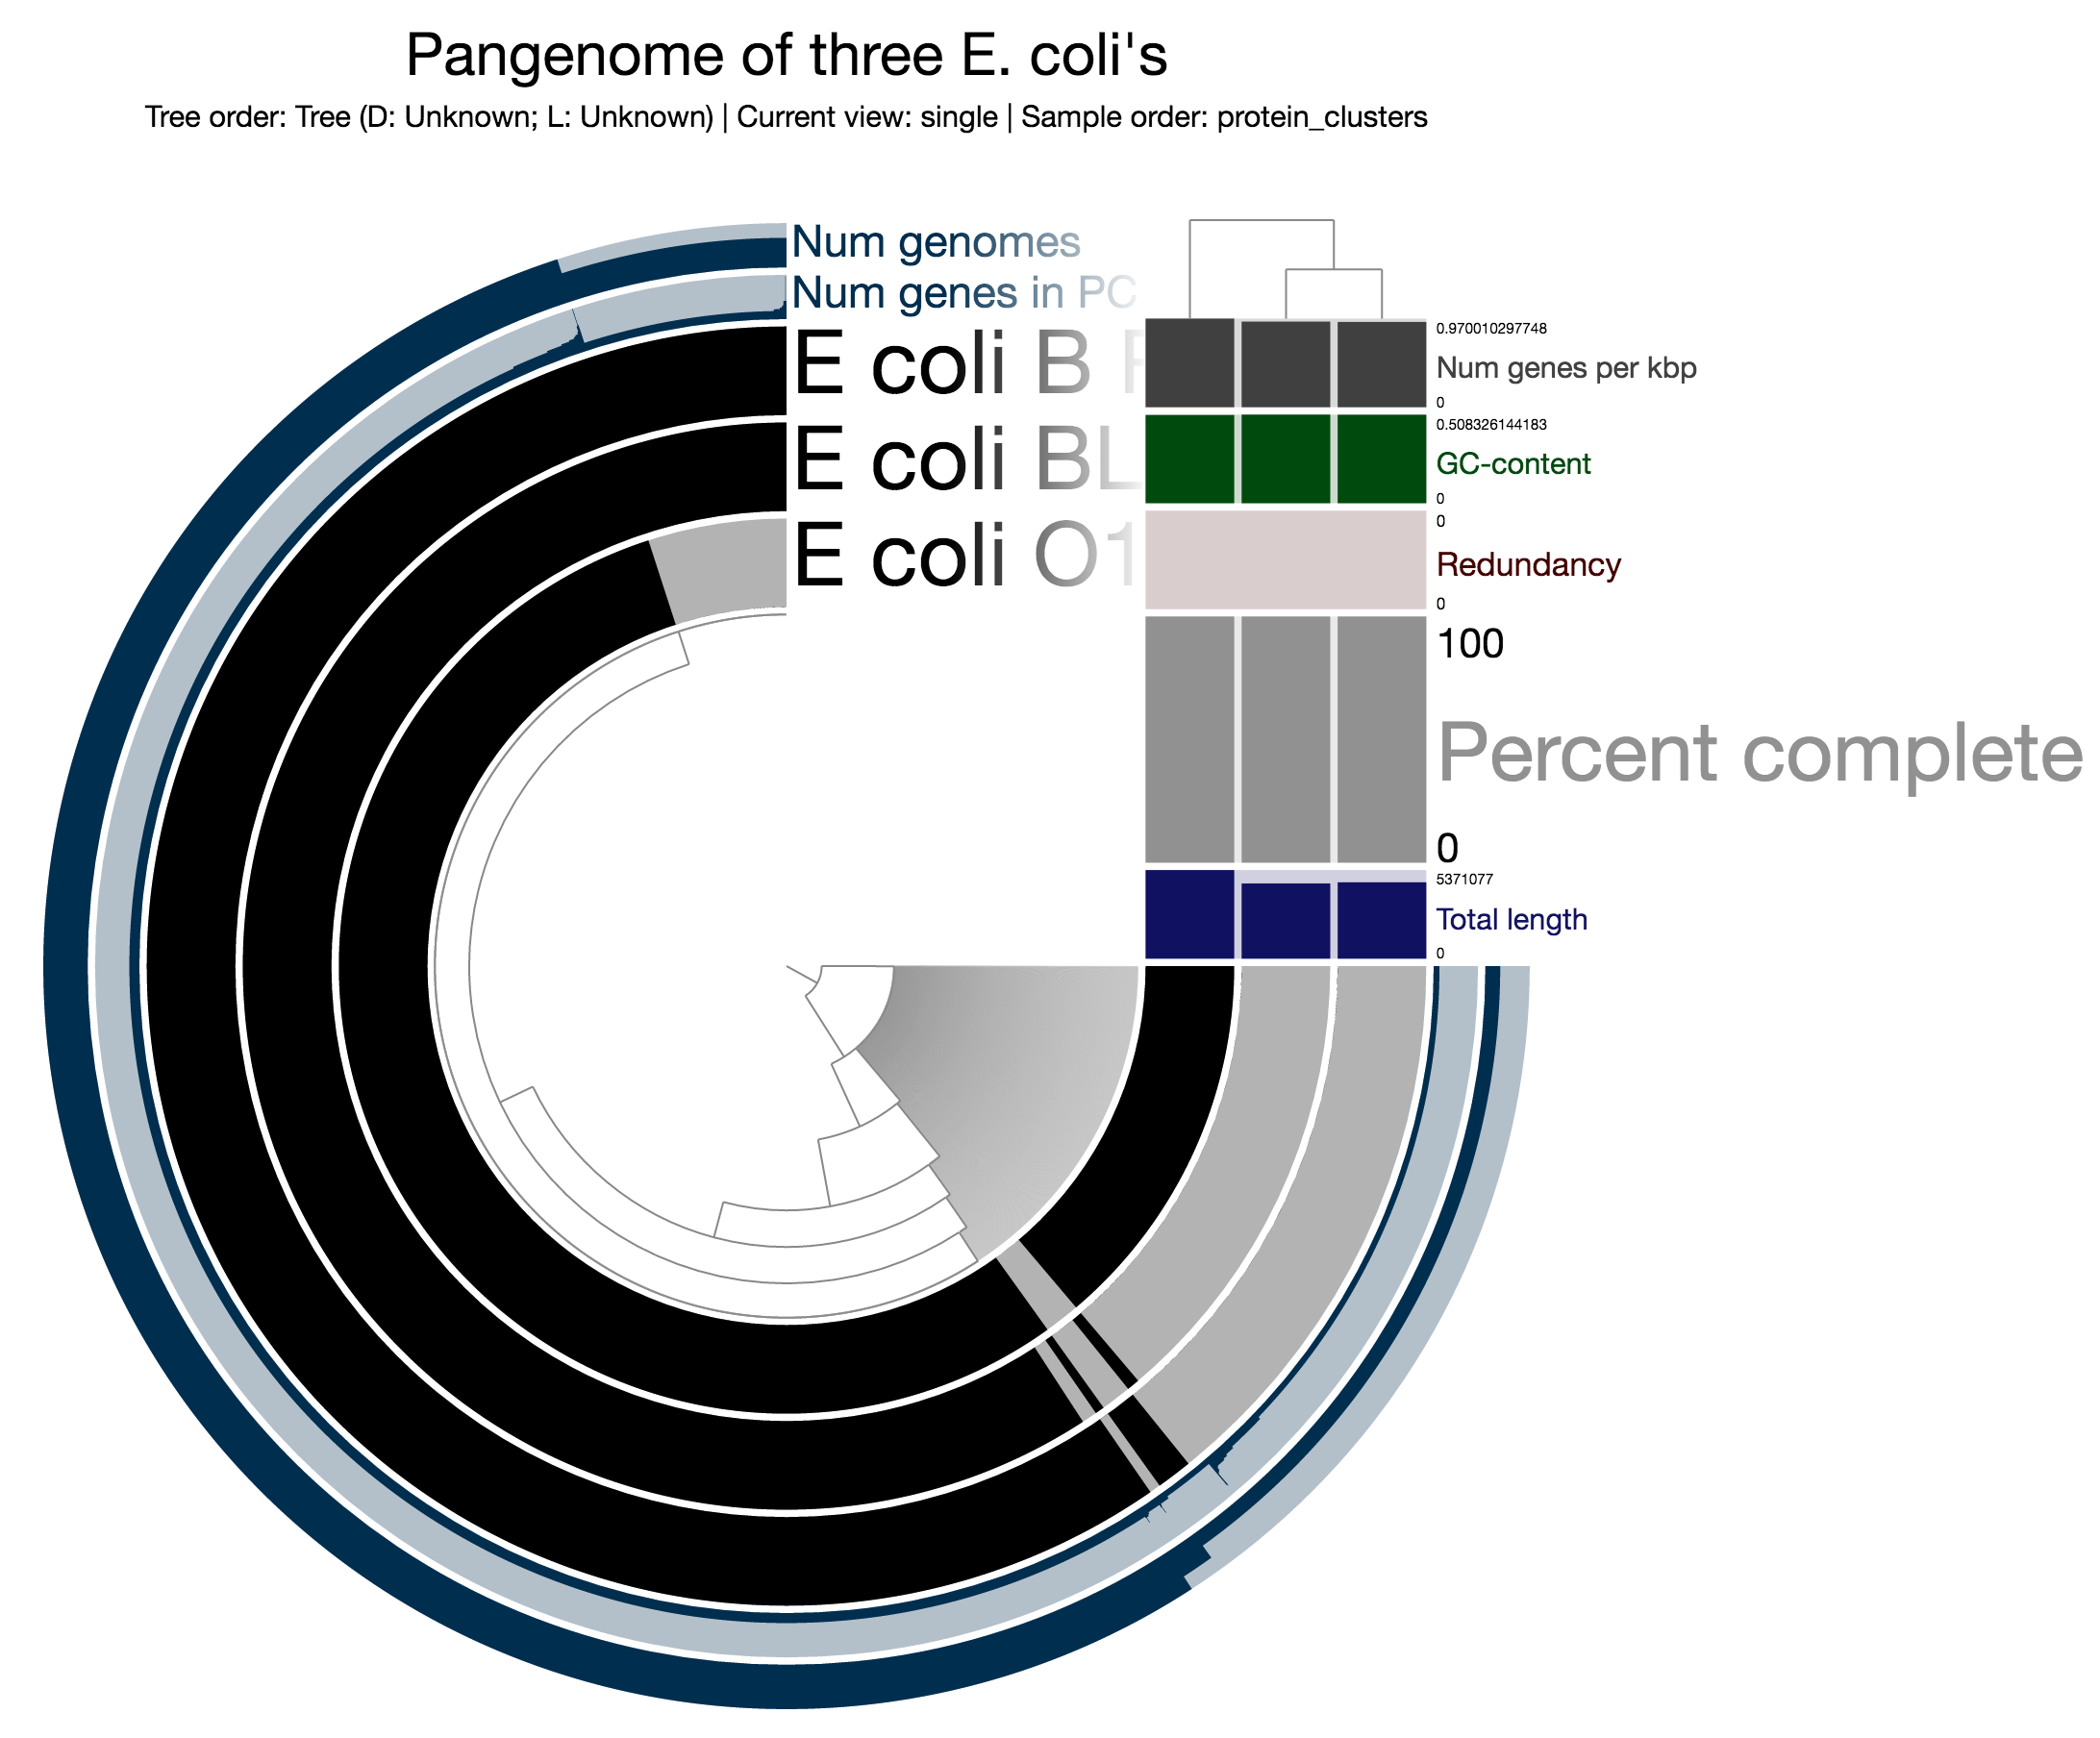 Pangenome of three E. coli's
Tree order: Tree (D: Unknown; L: Unknown) | Current view: single | Sample order: protein_clusters
Num genomes
Num genes in PC
E coli B
E coli BL
E coli O1
0.970010297748
Num genes per kbp
0
0.508326144183
GC-content
0
0
Redundancy
0
100
Percent complete
0
5371077
Total length
0